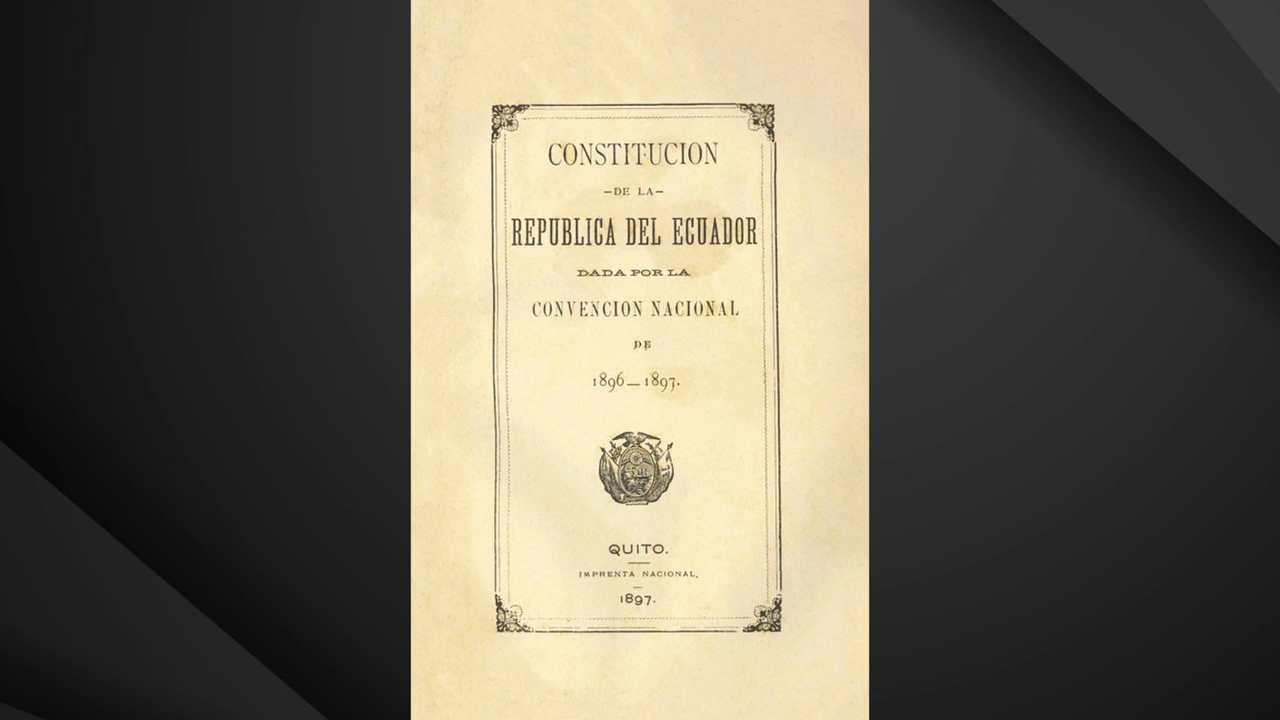 CONSTITUCION
—DE LA—
REPUBLICA DEL ECUADOR
DADA POR LA
CONVENCION NACIONAL
DE
1896—1897.
QUITO.
IMPRENTA NACIONAL,
1897.